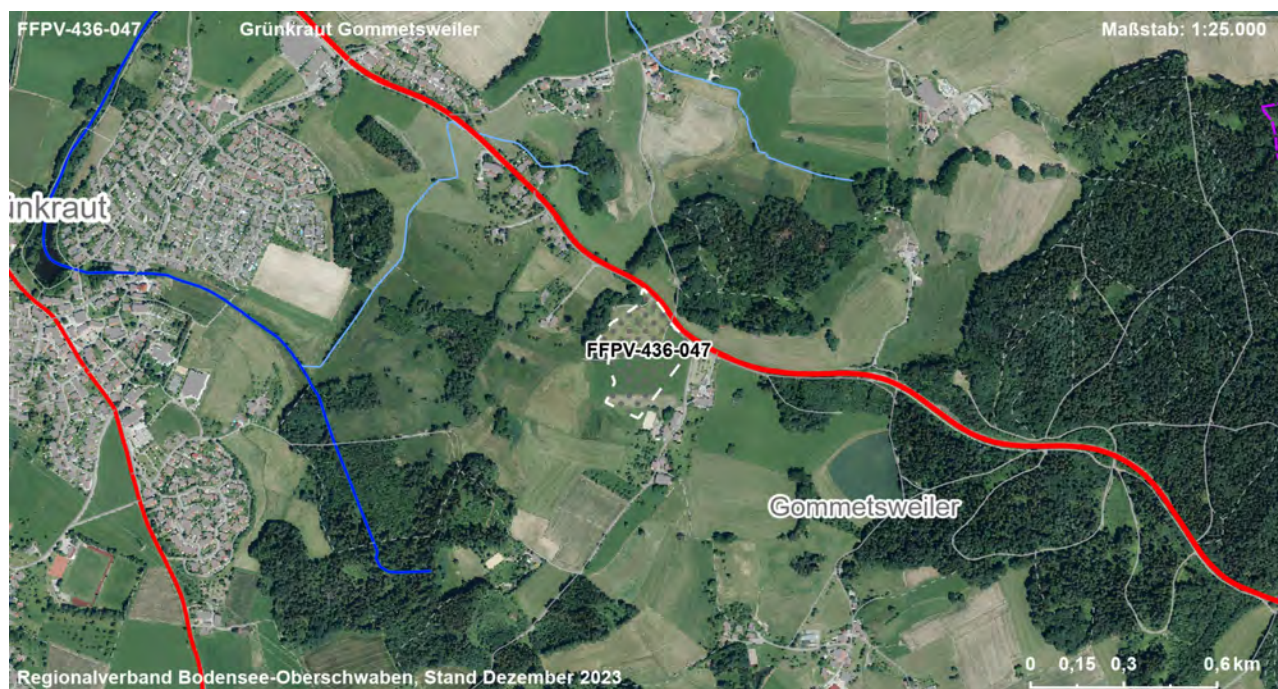 FFPV-436-047
Grünkraut Gommetsweiler
Maßstab: 1:25.000
ünkraut
FFPV-436-047
Gommetsweiler
Regionalverband Bodensee-Oberschwaben, Stand Dezember 2023
0 0,15 0,3 0,6 km